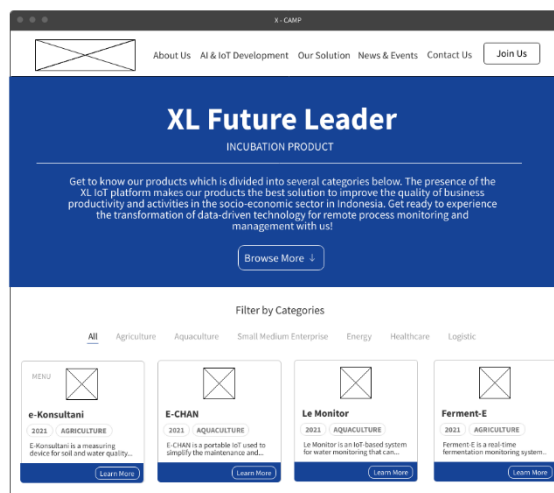 X - CAMP
About Us AI & IoT Development Our Solution News & Events Contact Us Join Us
XL Future Leader
INCUBATION PRODUCT
Get to know our products which is divided into several categories below. The presence of the
XL IoT platform makes our products the best solution to improve the quality of business
productivity and activities in the socio-economic sector in Indonesia. Get ready to experience
the transformation of data-driven technology for remote process monitoring and
management with us!
Browse More ↓
Filter by Categories
All Agriculture Aquaculture Small Medium Enterprise Energy Healthcare Logistic
MENU
e-Konsultani
2021 AGRICULTURE
E-Konsultani is a measuring
device for soil and water quality...
Learn More
E-CHAN
2021 AQUACULTURE
E-CHAN is a portable IoT used to
simplify the maintenance and...
Learn More
Le Monitor
2021 AQUACULTURE
Le Monitor is an IoT-based system
for water monitoring that can...
Learn More
Ferment-E
2021 AGRICULTURE
Ferment-E is a real-time
fermentation monitoring system...
Learn More